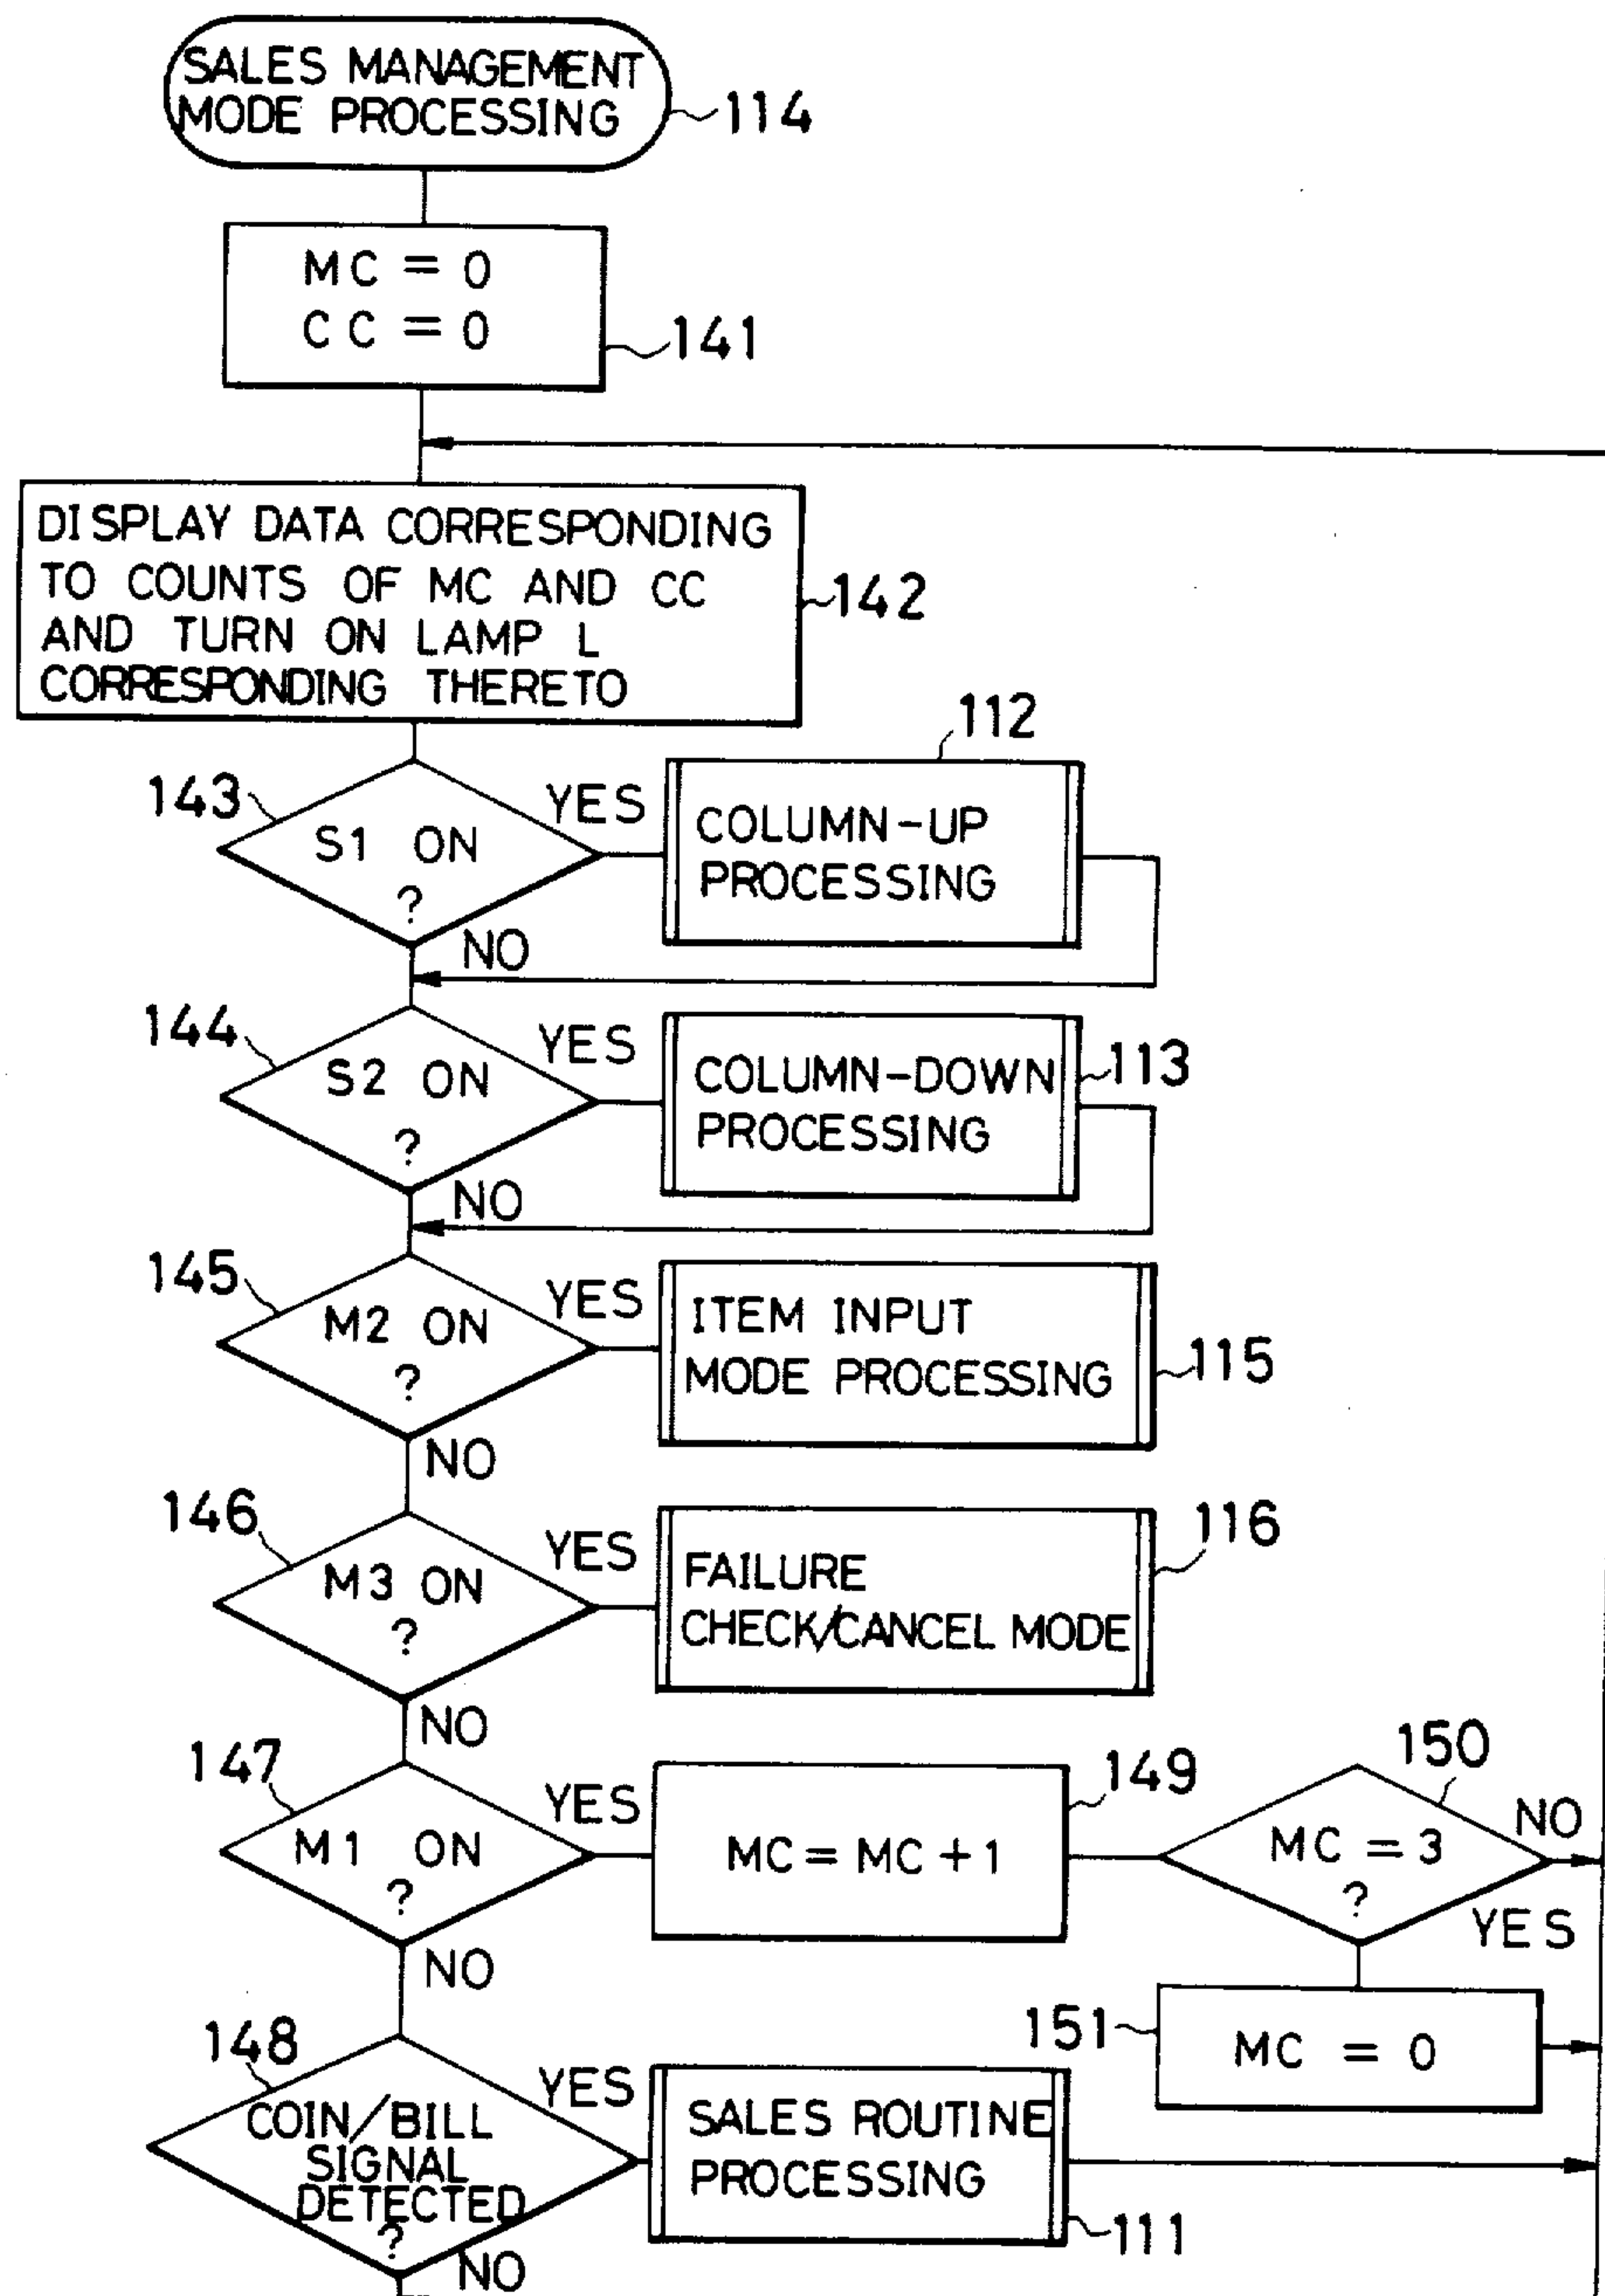 SALES MANAGEMENT
MODE PROCESSING
114
MC = 0
CC = 0
141
DISPLAY DATA CORRESPONDING
TO COUNTS OF MC AND CC
AND TURN ON LAMP L
CORRESPONDING THERETO
142
143
S1 ON
?
YES
NO
112
COLUMN-UP
PROCESSING
144
S2 ON
?
YES
NO
COLUMN-DOWN
PROCESSING
113
145
M2 ON
?
YES
NO
ITEM INPUT
MODE PROCESSING
115
146
M3 ON
?
YES
NO
FAILURE
CHECK/CANCEL MODE
116
147
M1 ON
?
YES
NO
MC = MC + 1
149
150
MC = 3
?
NO
YES
151
MC = 0
148
COIN/BILL
SIGNAL
DETECTED
?
YES
NO
SALES ROUTINE
PROCESSING
111